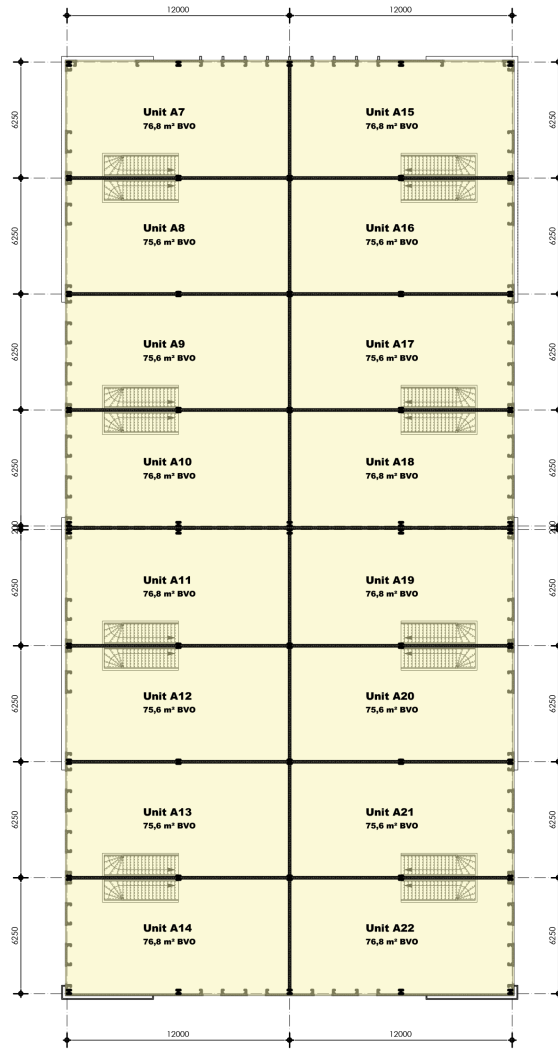 12000 12000
6250 6250
Unit A7 Unit A15
76,8 m² BVO 76,8 m² BVO
6250 6250
Unit A8 Unit A16
75,6 m² BVO 75,6 m² BVO
6250 6250
Unit A9 Unit A17
75,6 m² BVO 75,6 m² BVO
6250 6250
Unit A10 Unit A18
76,8 m² BVO 76,8 m² BVO
6250 6250
Unit A11 Unit A19
76,8 m² BVO 76,8 m² BVO
6250 6250
Unit A12 Unit A20
75,6 m² BVO 75,6 m² BVO
6250 6250
Unit A13 Unit A21
75,6 m² BVO 75,6 m² BVO
6250 6250
Unit A14 Unit A22
76,8 m² BVO 76,8 m² BVO
12000 12000